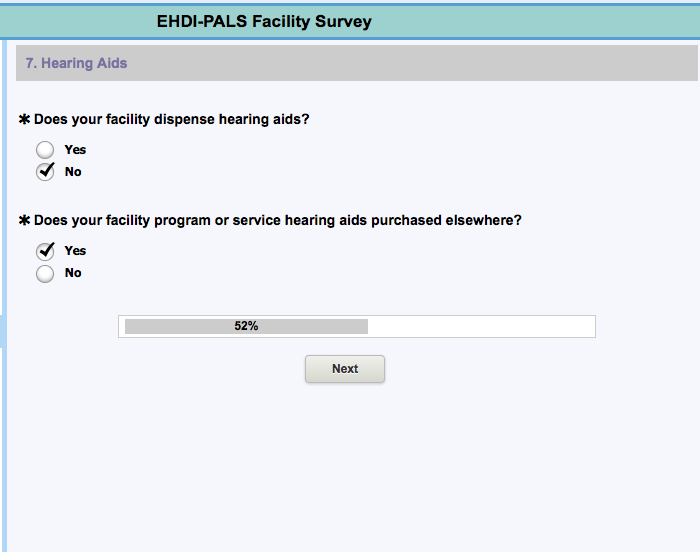 EHDI-PALS Facility Survey
7. Hearing Aids
✱ Does your facility dispense hearing aids?
Yes
No
✱ Does your facility program or service hearing aids purchased elsewhere?
Yes
No
52%
Next